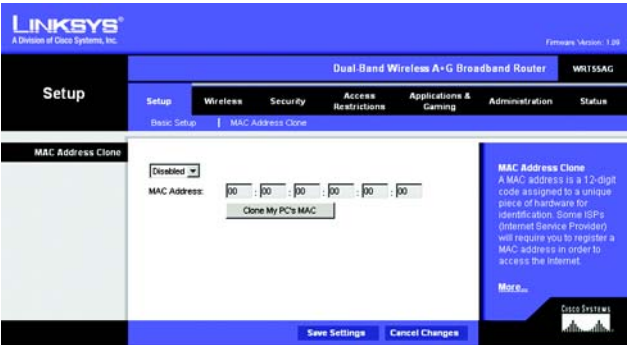 LINKSYS®
A Division of Cisco Systems, Inc.
Firmware Version: 1.09
Dual-Band Wireless A+G Broadband Router
WRT55AG
Setup
Setup
Wireless
Security
Access Restrictions
Applications & Gaming
Administration
Status
Basic Setup | MAC Address Clone
MAC Address Clone
Disabled
MAC Address: 00 : 00 : 00 : 00 : 00 : 00
Clone My PC's MAC
MAC Address Clone
A MAC address is a 12-digit
code assigned to a unique
piece of hardware for
identification. Some ISPs
(Internet Service Provider)
will require you to register a
MAC address in order to
access the Internet.
More...
Save Settings
Cancel Changes
CISCO SYSTEMS